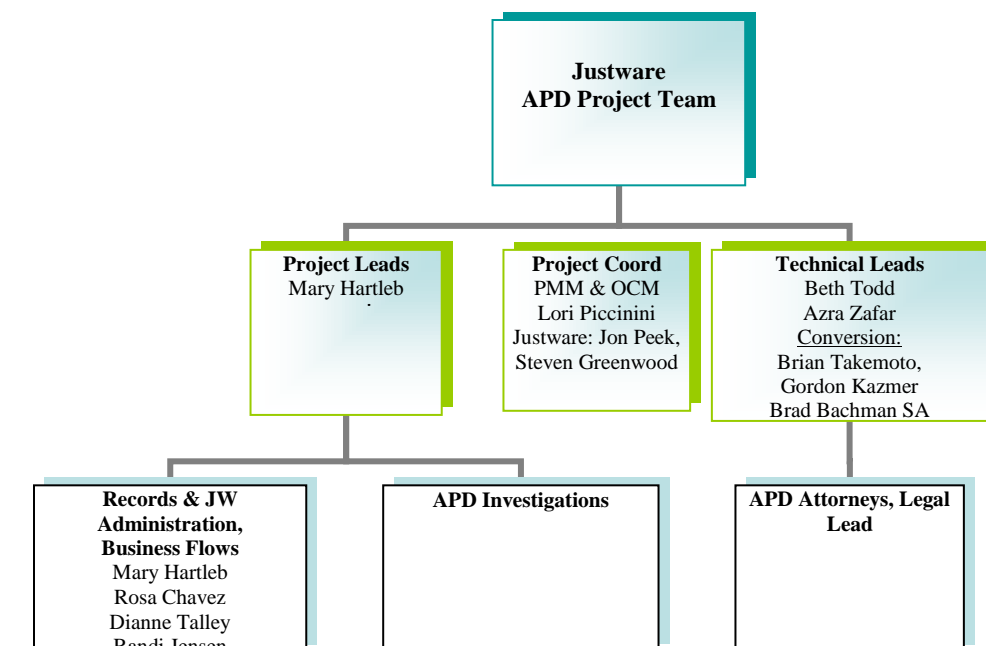 Justware
APD Project Team
Project Leads
Mary Hartleb
Project Coord
PMM & OCM
Lori Piccinini
Justware: Jon Peek,
Steven Greenwood
Technical Leads
Beth Todd
Azra Zafar
Conversion:
Brian Takemoto,
Gordon Kazmer
Brad Bachman SA
Records & JW
Administration,
Business Flows
Mary Hartleb
Rosa Chavez
Dianne Talley
Randi Jensen
APD Investigations
APD Attorneys, Legal
Lead